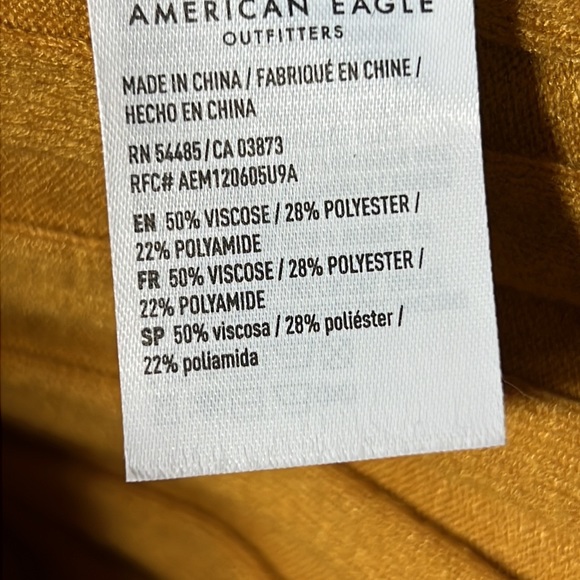 AMERICAN EAGLE
OUTFITTERS
MADE IN CHINA / FABRIQUÉ EN CHINE /
HECHO EN CHINA
RN 54485 / CA 03873
RFC# AEM120605U9A
EN 50% VISCOSE / 28% POLYESTER /
22% POLYAMIDE
FR 50% VISCOSE / 28% POLYESTER /
22% POLYAMIDE
SP 50% viscosa / 28% poliéster /
22% poliamida